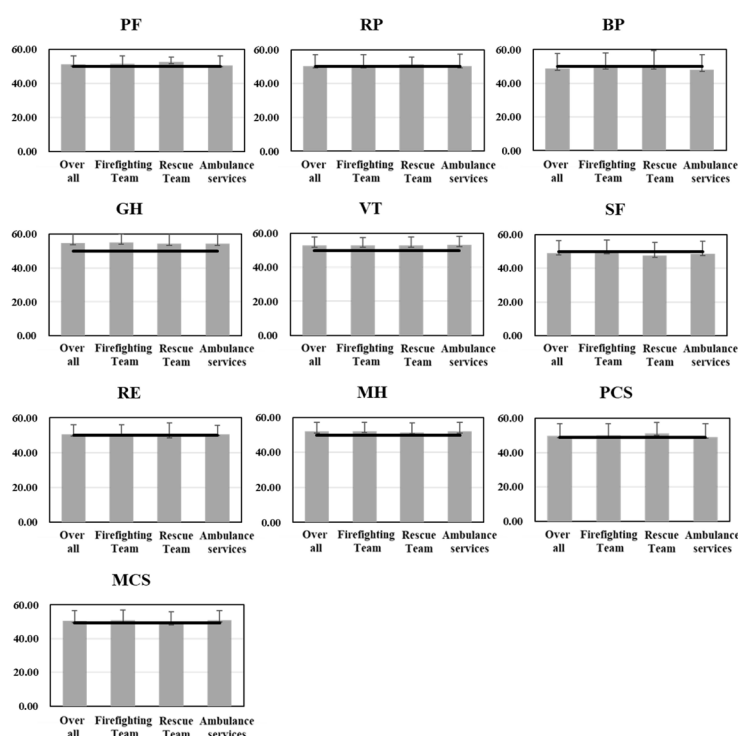 PF
60.00
40.00
20.00
0.00
Over all
Firefighting Team
Rescue Team
Ambulance services
RP
60.00
40.00
20.00
0.00
Over all
Firefighting Team
Rescue Team
Ambulance services
BP
60.00
40.00
20.00
0.00
Over all
Firefighting Team
Rescue Team
Ambulance services
GH
60.00
40.00
20.00
0.00
Over all
Firefighting Team
Rescue Team
Ambulance services
VT
60.00
40.00
20.00
0.00
Over all
Firefighting Team
Rescue Team
Ambulance services
SF
60.00
40.00
20.00
0.00
Over all
Firefighting Team
Rescue Team
Ambulance services
RE
60.00
40.00
20.00
0.00
Over all
Firefighting Team
Rescue Team
Ambulance services
MH
60.00
40.00
20.00
0.00
Over all
Firefighting Team
Rescue Team
Ambulance services
PCS
60.00
40.00
20.00
0.00
Over all
Firefighting Team
Rescue Team
Ambulance services
MCS
60.00
40.00
20.00
0.00
Over all
Firefighting Team
Rescue Team
Ambulance services